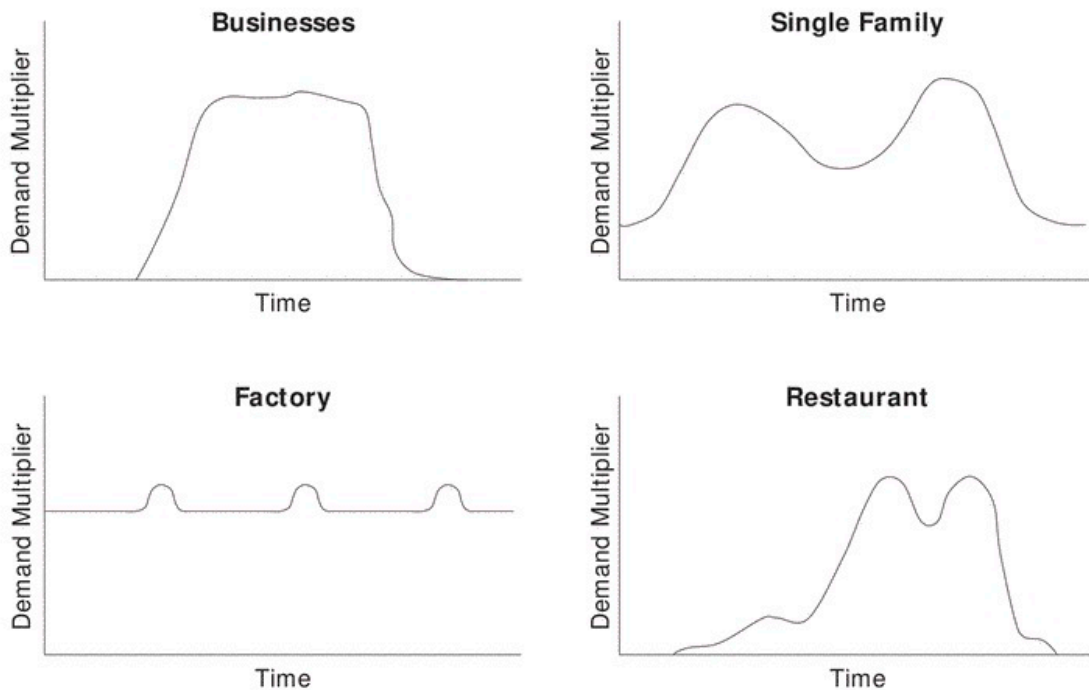 Businesses
Demand Multiplier
Time
Single Family
Demand Multiplier
Time
Factory
Demand Multiplier
Time
Restaurant
Demand Multiplier
Time